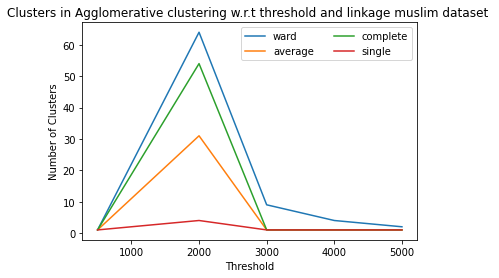 Clusters in Agglomerative clustering w.r.t threshold and linkage muslim dataset
ward
average
complete
single
Number of Clusters
60
50
40
30
20
10
0
1000
2000
3000
4000
5000
Threshold